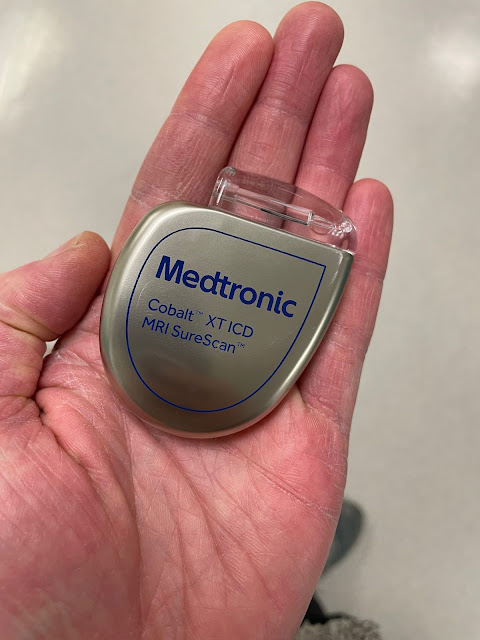 Medtronic
Cobalt™ XT ICD
MRI SureScan™